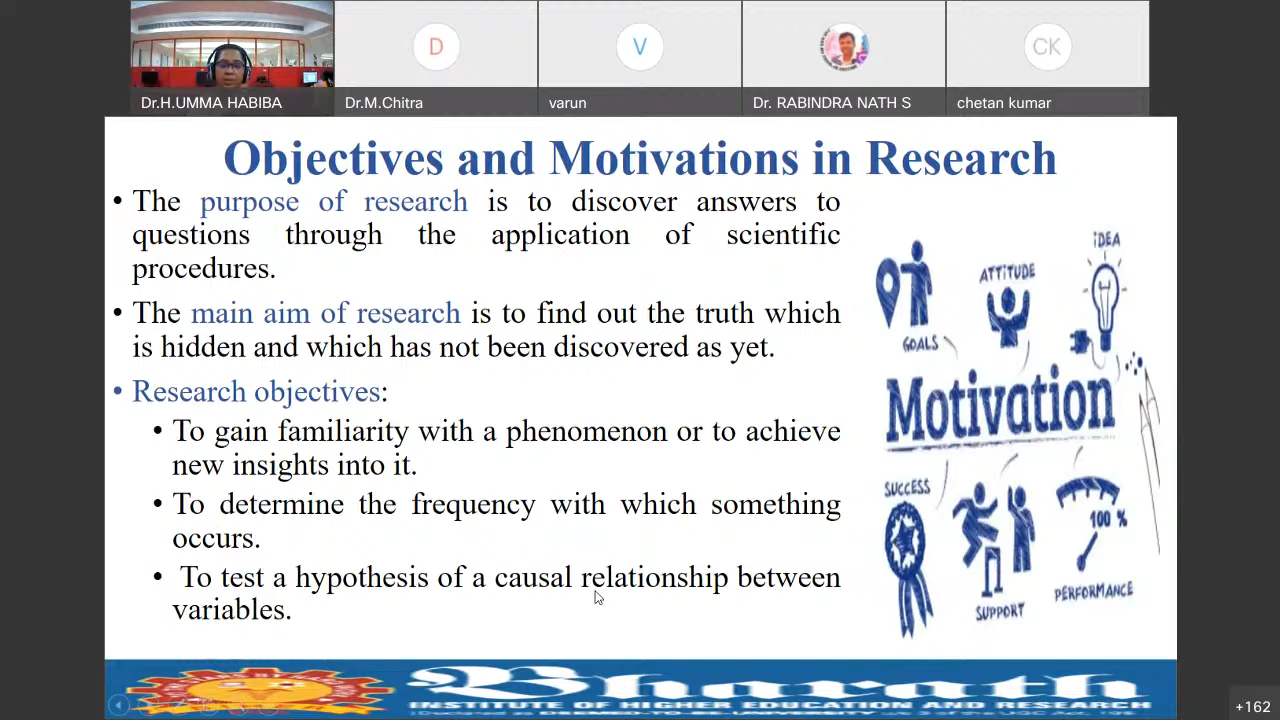 D
V
CK
Dr.H.UMMA HABIBA
Dr.M.Chitra
varun
Dr. RABINDRA NATH S
chetan kumar
Objectives and Motivations in Research
• The purpose of research is to discover answers to
questions through the application of scientific
procedures.
• The main aim of research is to find out the truth which
is hidden and which has not been discovered as yet.
• Research objectives:
• To gain familiarity with a phenomenon or to achieve
new insights into it.
• To determine the frequency with which something
occurs.
• To test a hypothesis of a causal relationship between
variables.
GOALS
ATTITUDE
iDEA
Motivation
SUCCESS
SUPPORT
100 %
PERFORMANCE
Bharath
INSTITUTE OF HIGHER EDUCATION AND RESEARCH
+162